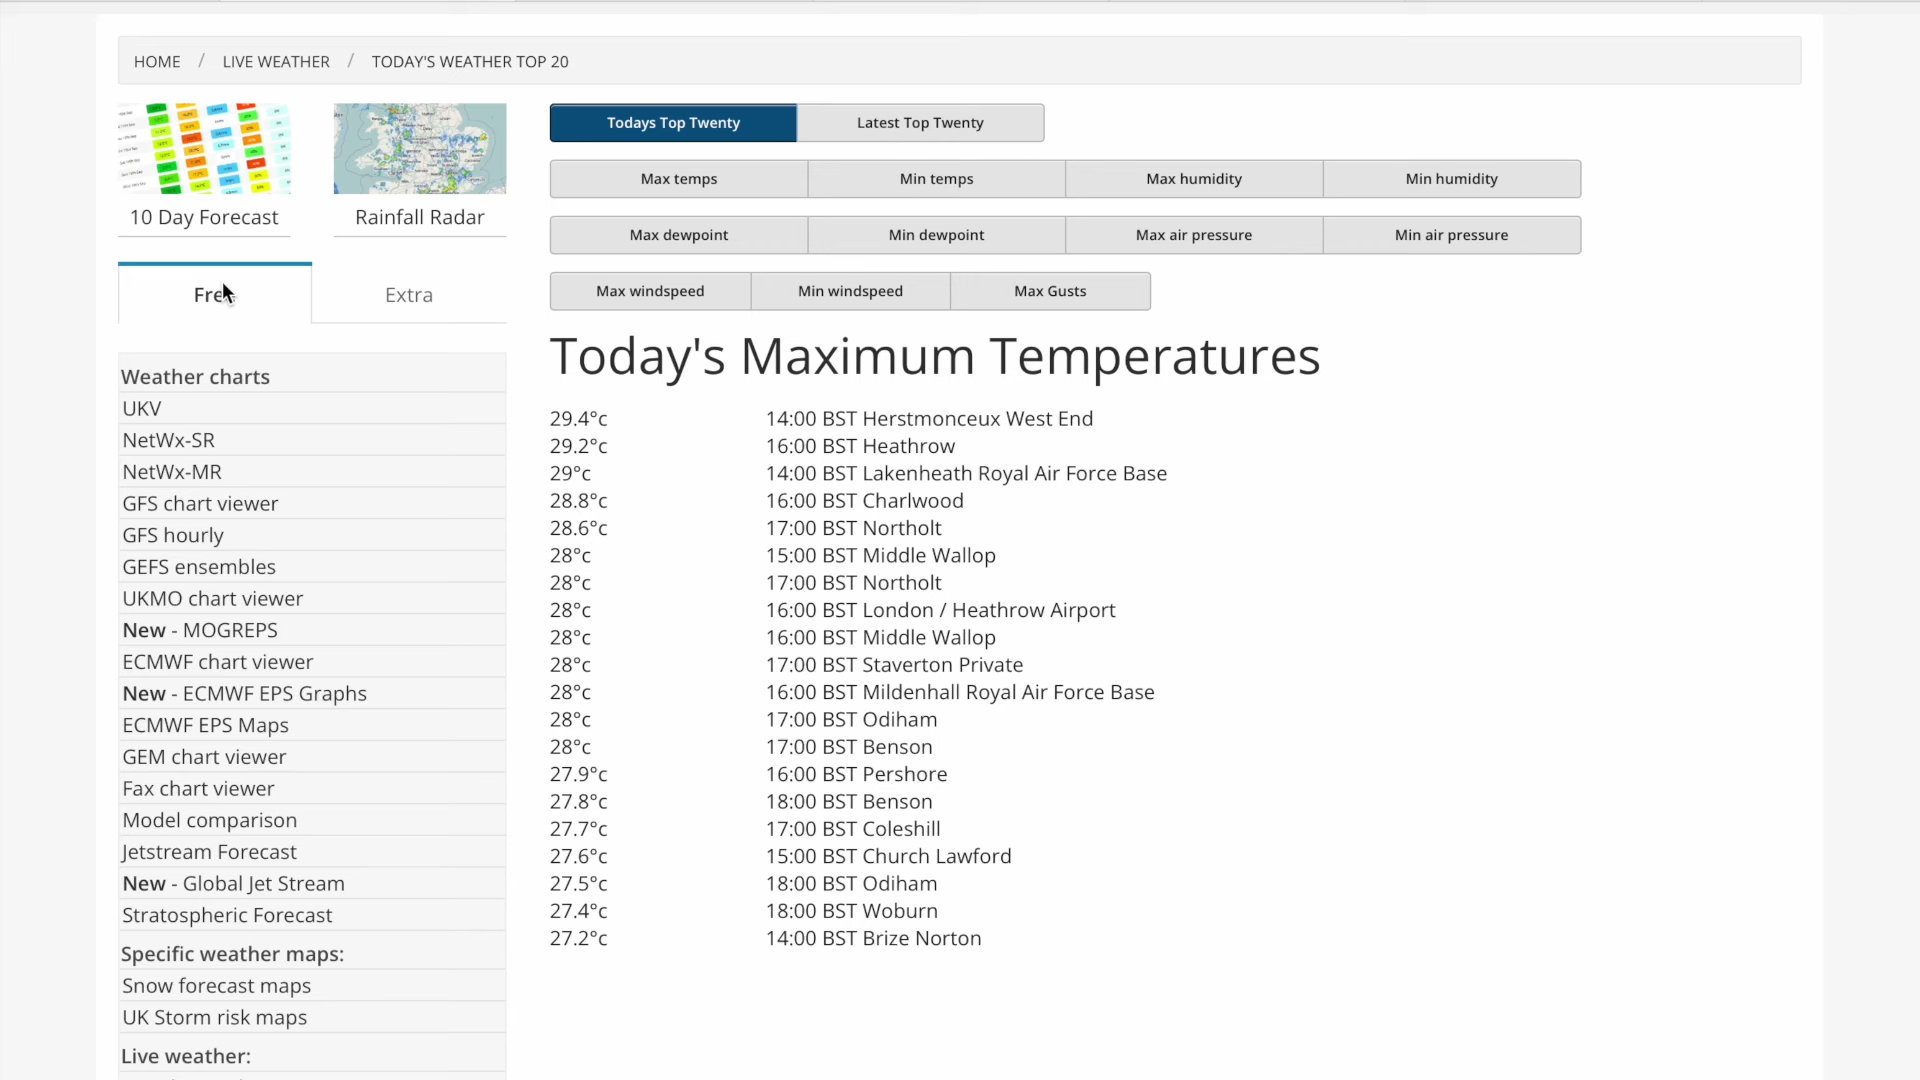 HOME / LIVE WEATHER / TODAY'S WEATHER TOP 20
10 Day Forecast
Rainfall Radar
Extra
Weather charts
UKV
NetWx-SR
NetWx-MR
GFS chart viewer
GFS hourly
GEFS ensembles
UKMO chart viewer
New - MOGREPS
ECMWF chart viewer
New - ECMWF EPS Graphs
ECMWF EPS Maps
GEM chart viewer
Fax chart viewer
Model comparison
Jetstream Forecast
New - Global Jet Stream
Stratospheric Forecast
Specific weather maps:
Snow forecast maps
UK Storm risk maps
Live weather:
Todays Top Twenty Latest Top Twenty
Max temps Min temps Max humidity Min humidity
Max dewpoint Min dewpoint Max air pressure Min air pressure
Max windspeed Min windspeed Max Gusts
Today's Maximum Temperatures
29.4°c 14:00 BST Herstmonceux West End
29.2°c 16:00 BST Heathrow
29°c 14:00 BST Lakenheath Royal Air Force Base
28.8°c 16:00 BST Charlwood
28.6°c 17:00 BST Northolt
28°c 15:00 BST Middle Wallop
28°c 17:00 BST Northolt
28°c 16:00 BST London / Heathrow Airport
28°c 16:00 BST Middle Wallop
28°c 17:00 BST Staverton Private
28°c 16:00 BST Mildenhall Royal Air Force Base
28°c 17:00 BST Odiham
28°c 17:00 BST Benson
27.9°c 16:00 BST Pershore
27.8°c 18:00 BST Benson
27.7°c 17:00 BST Coleshill
27.6°c 15:00 BST Church Lawford
27.5°c 18:00 BST Odiham
27.4°c 18:00 BST Woburn
27.2°c 14:00 BST Brize Norton